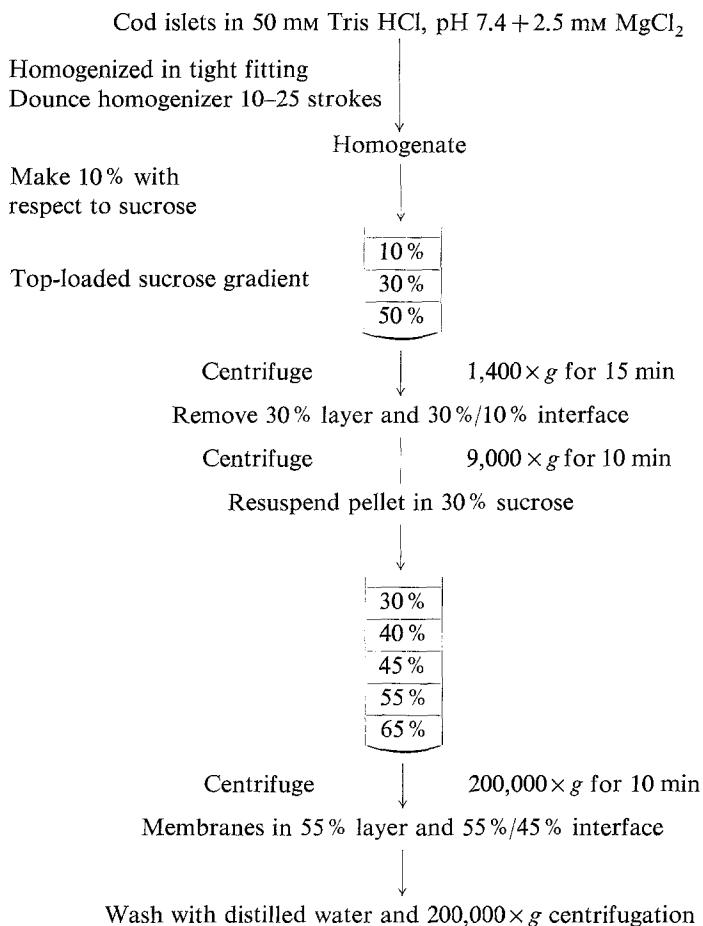 Cod islets in 50 mM Tris HCl, pH 7.4 + 2.5 mM MgCl₂
Homogenized in tight fitting
Dounce homogenizer 10–25 strokes
Homogenate
Make 10% with
respect to sucrose
10%
Top-loaded sucrose gradient
30%
50%
Centrifuge 1,400 × g for 15 min
Remove 30% layer and 30%/10% interface
Centrifuge 9,000 × g for 10 min
Resuspend pellet in 30% sucrose
30%
40%
45%
55%
65%
Centrifuge 200,000 × g for 10 min
Membranes in 55% layer and 55%/45% interface
Wash with distilled water and 200,000 × g centrifugation